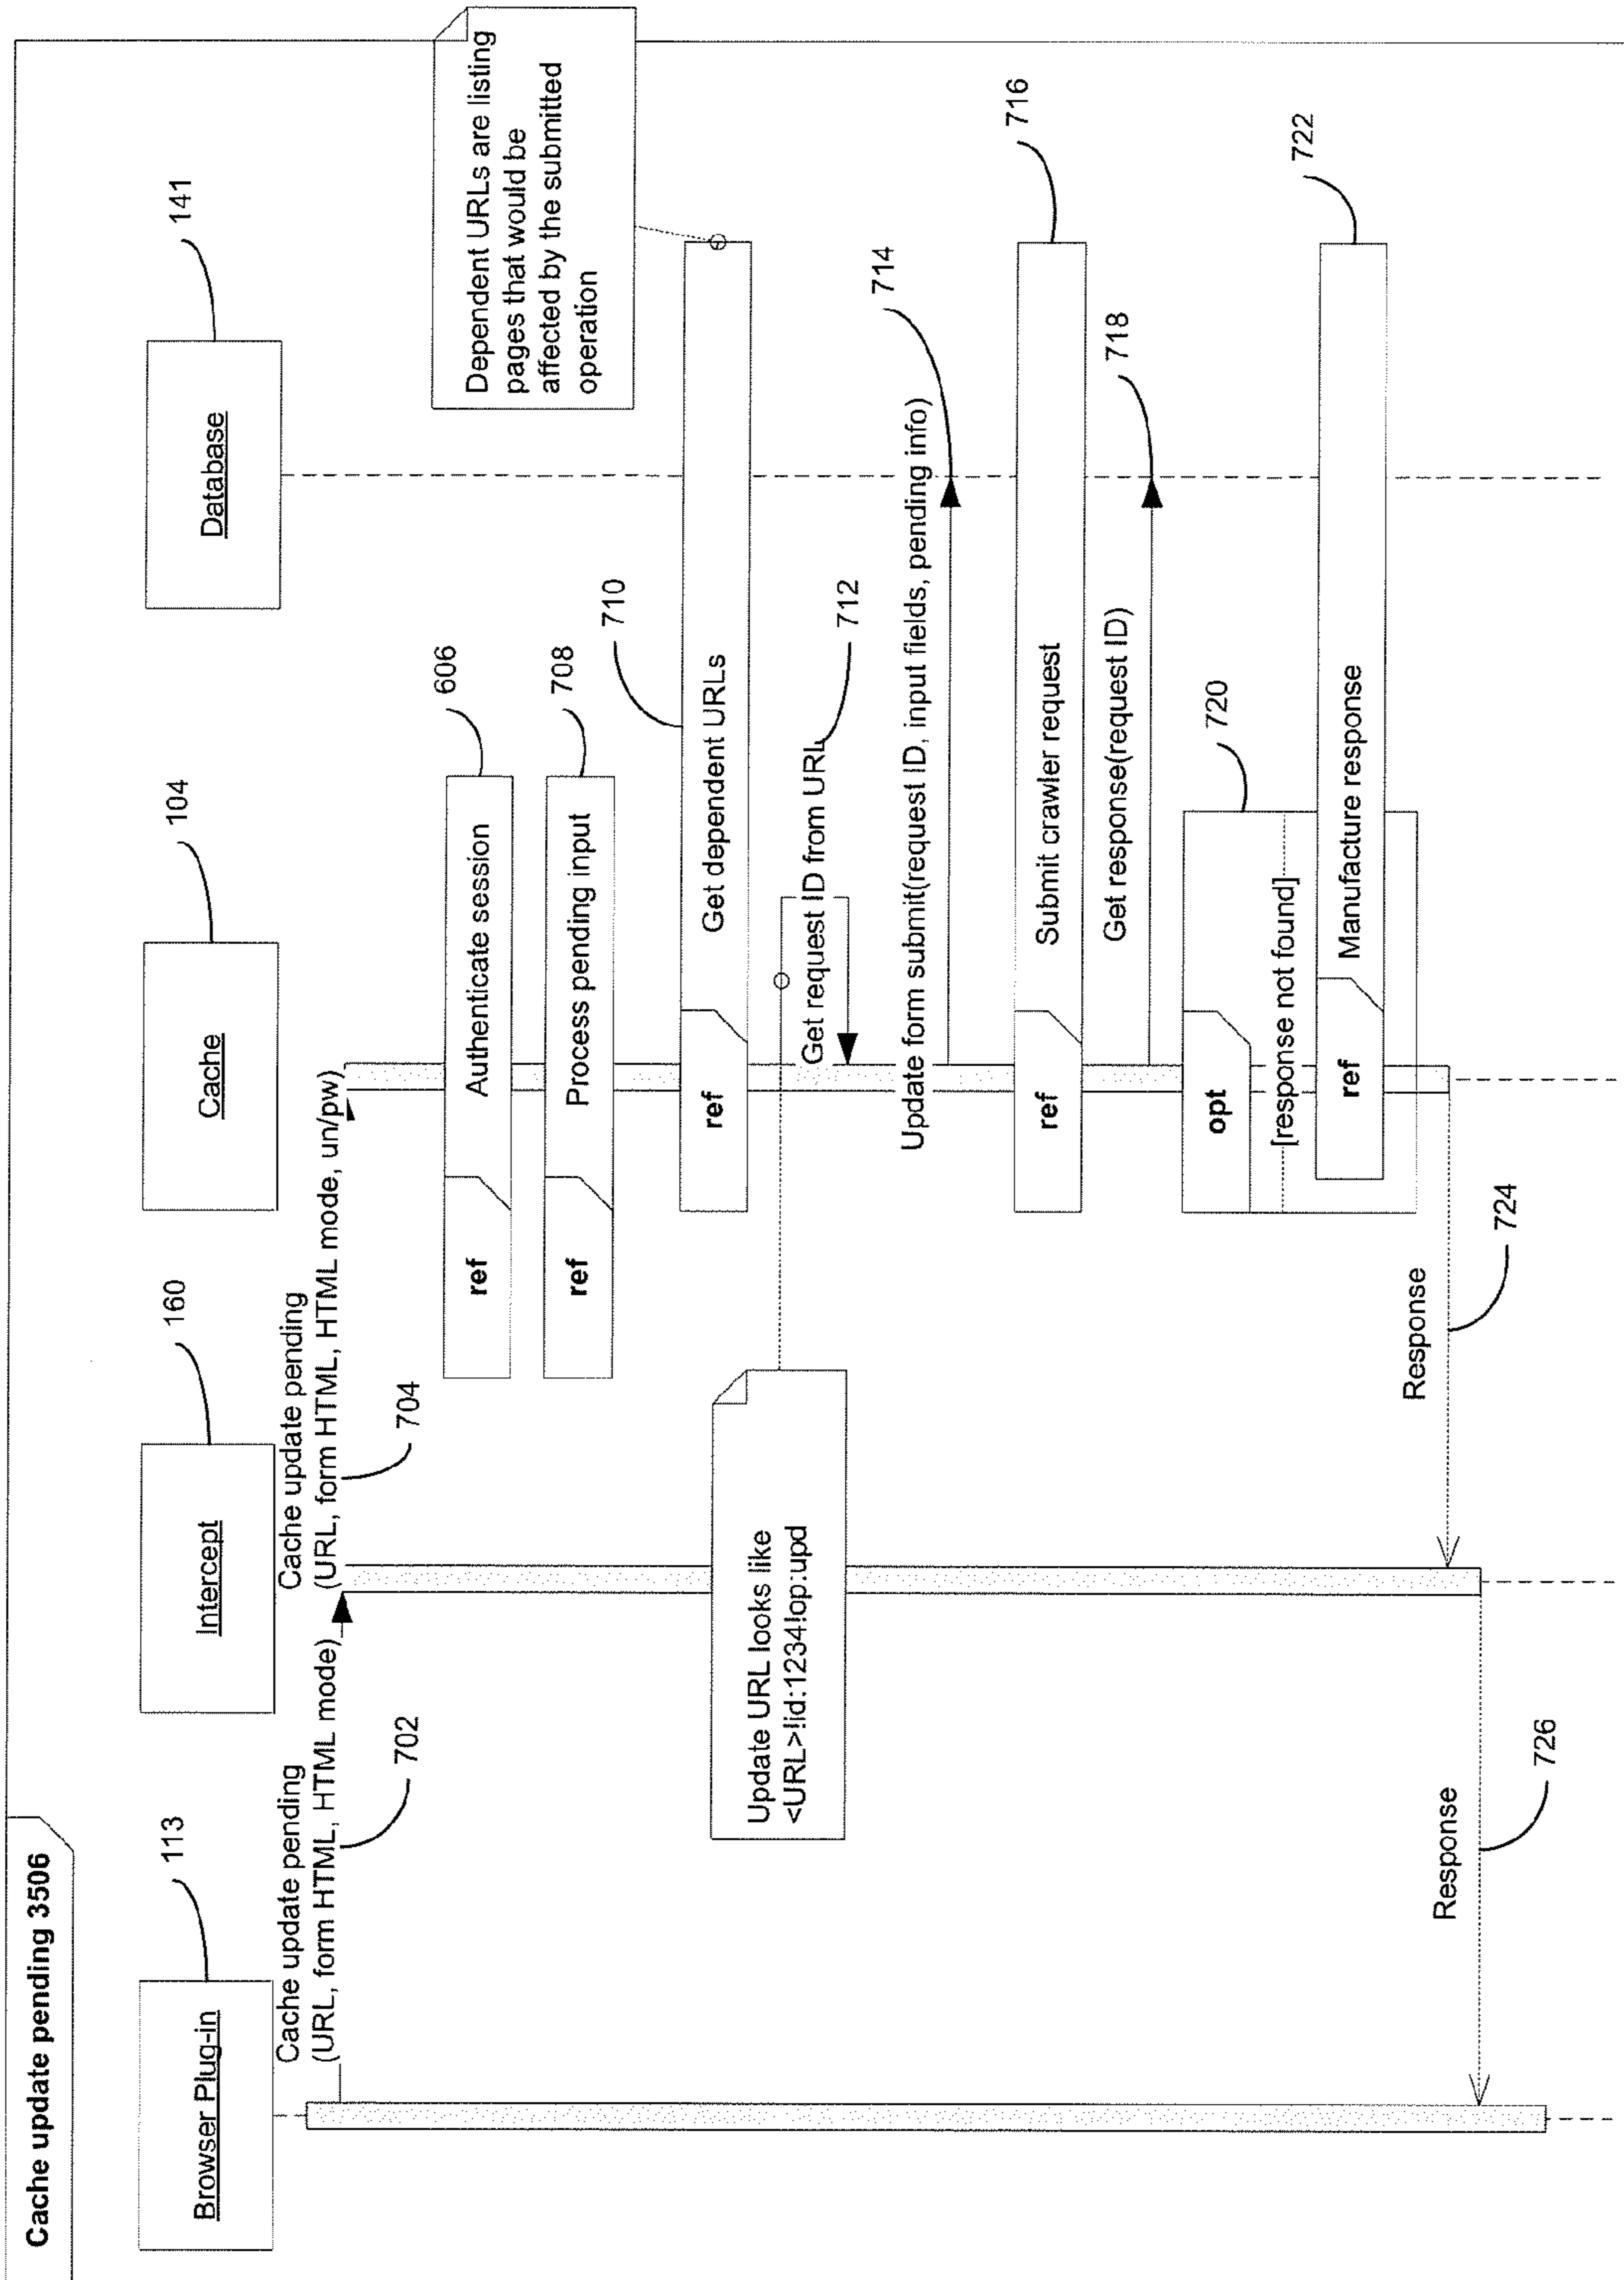 Cache update pending 3506
113
160
104
141
Browser Plug-in
Intercept
Cache
Database
Cache update pending
(URL, form HTML, HTML mode)
702
Cache update pending
(URL, form HTML, HTML mode, un/pw)
704
Dependent URLs are listing
pages that would be
affected by the submitted
operation
ref
Authenticate session
606
ref
Process pending input
708
ref
Get dependent URLs
710
Update URL looks like
<URL>!id:1234!op:upd
Get request ID from URL
712
Update form submit(request ID, input fields, pending info)
714
ref
Submit crawler request
716
Get response(request ID)
718
opt
720
[response not found]
ref
Manufacture response
722
Response
724
Response
726